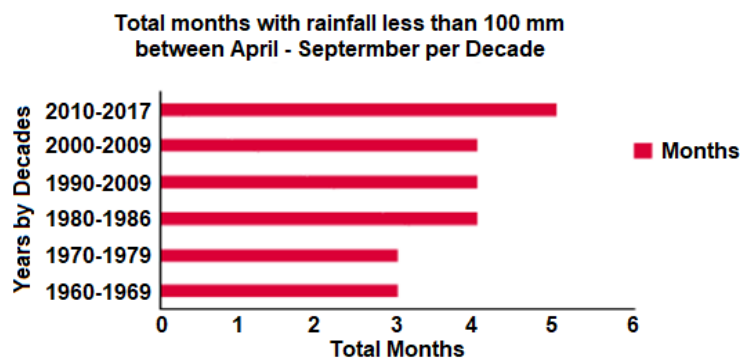 Total months with rainfall less than 100 mm
between April - Septermber per Decade
Years by Decades
2010-2017
2000-2009
1990-2009
1980-1986
1970-1979
1960-1969
Months
0 1 2 3 4 5 6
Total Months